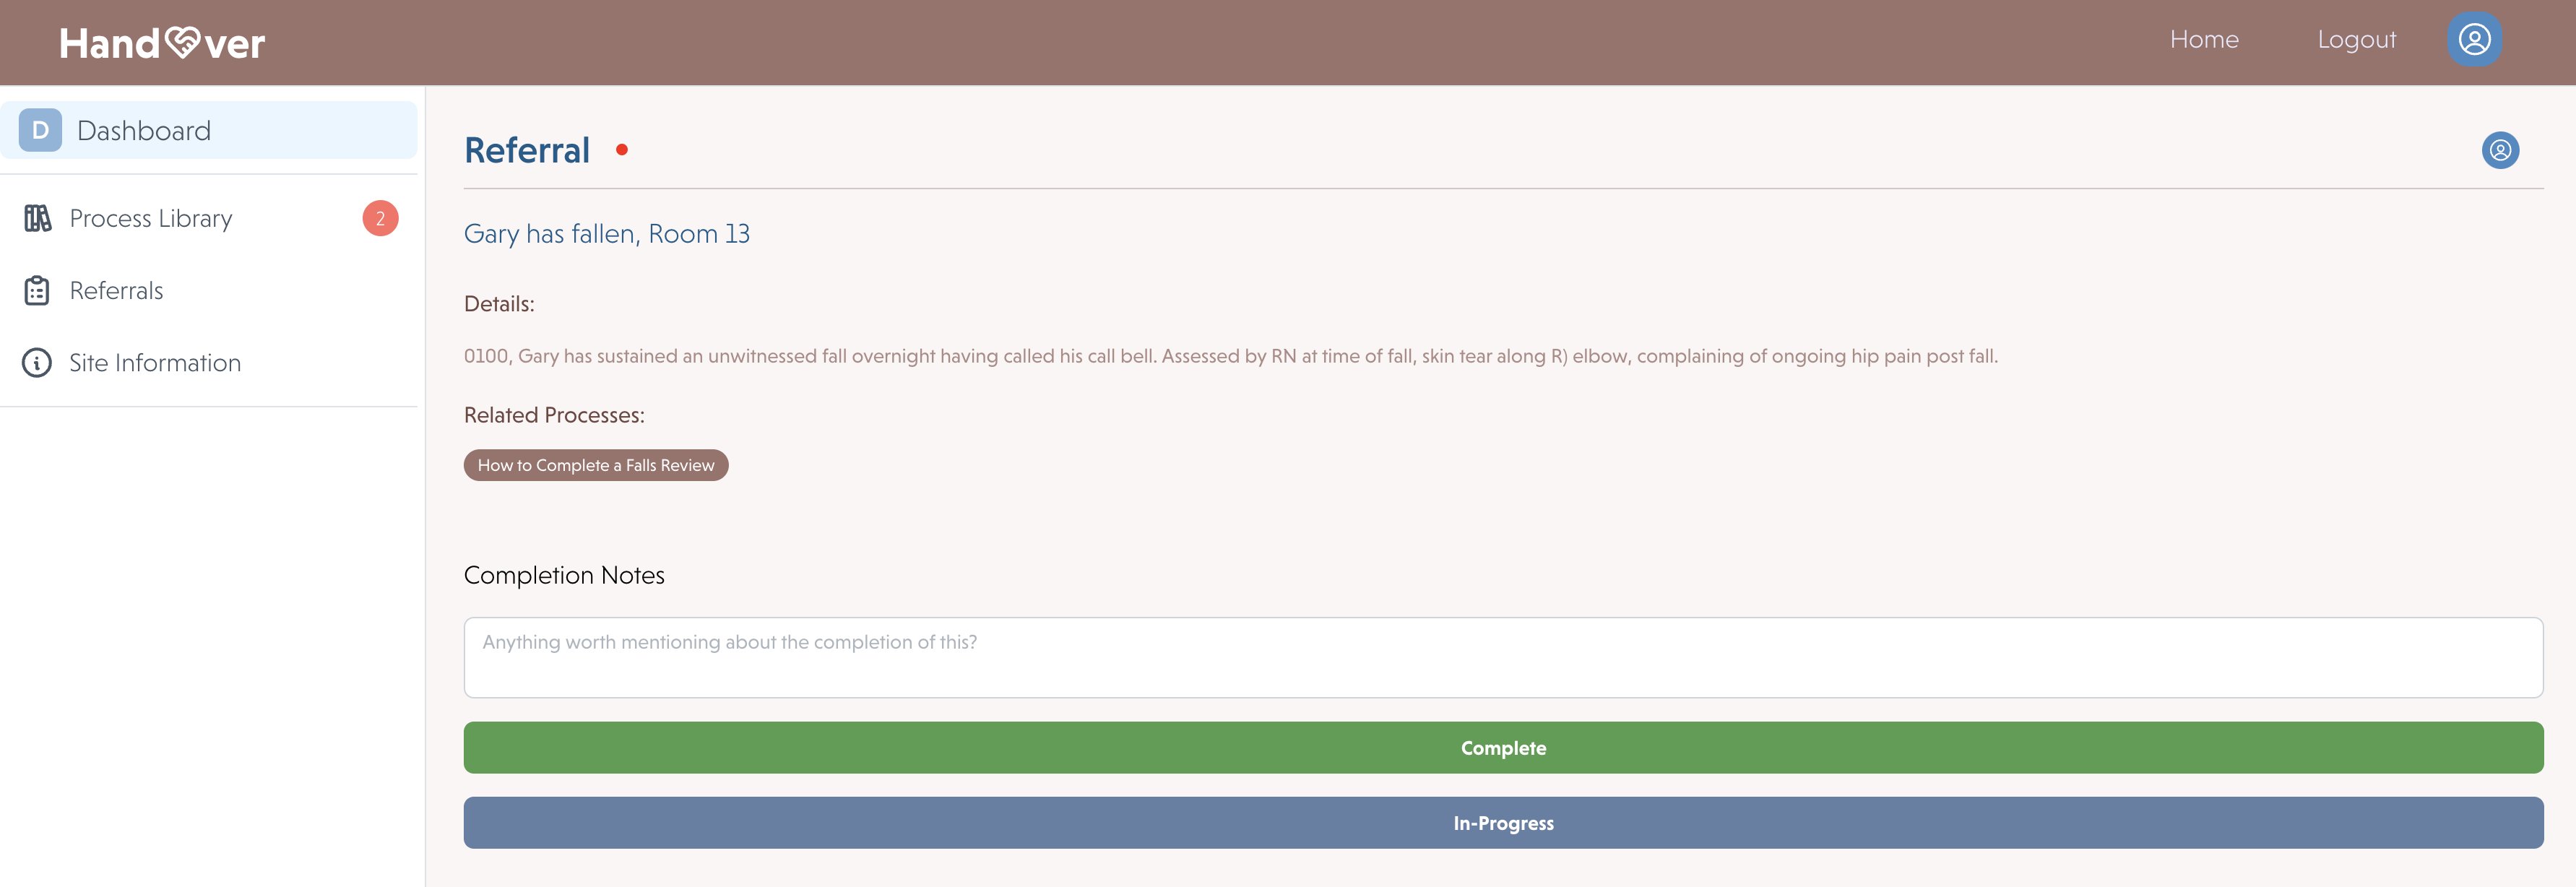 Handover
Home
Logout
D
Dashboard
Process Library
2
Referrals
Site Information
Referral
Gary has fallen, Room 13
Details:
0100, Gary has sustained an unwitnessed fall overnight having called his call bell. Assessed by RN at time of fall, skin tear along R) elbow, complaining of ongoing hip pain post fall.
Related Processes:
How to Complete a Falls Review
Completion Notes
Anything worth mentioning about the completion of this?
Complete
In-Progress